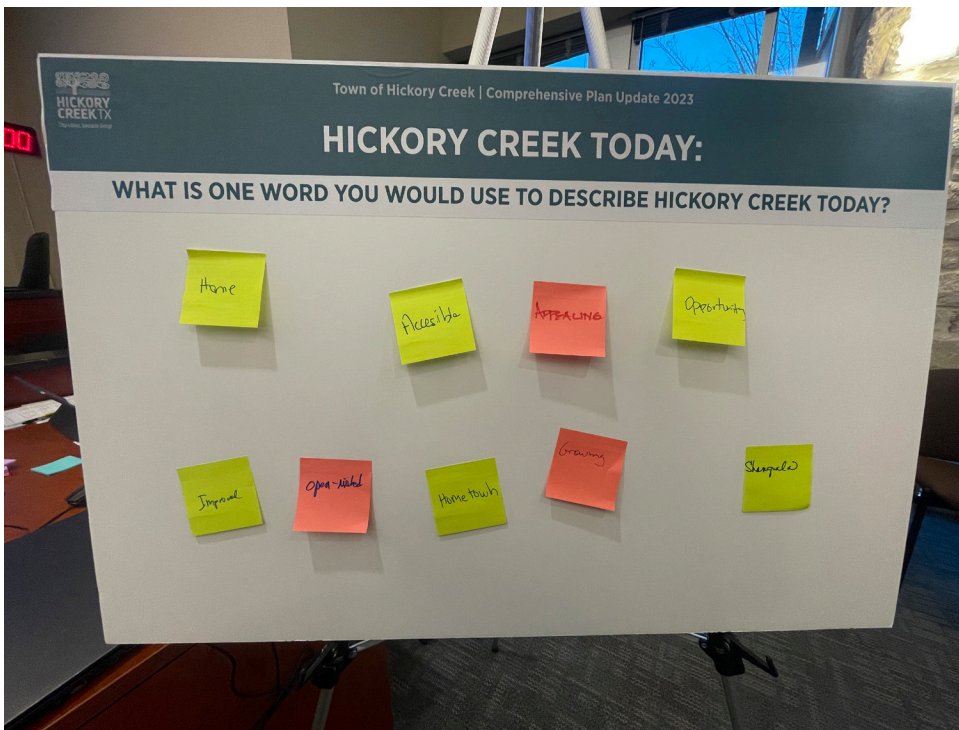 00
HICKORY
CREEK TX
Town of Hickory Creek | Comprehensive Plan Update 2023
HICKORY CREEK TODAY:
WHAT IS ONE WORD YOU WOULD USE TO DESCRIBE HICKORY CREEK TODAY?
Home
Accesible
APPEALING
Opportunity
Improved
Open-Minded
Hometown
Growing